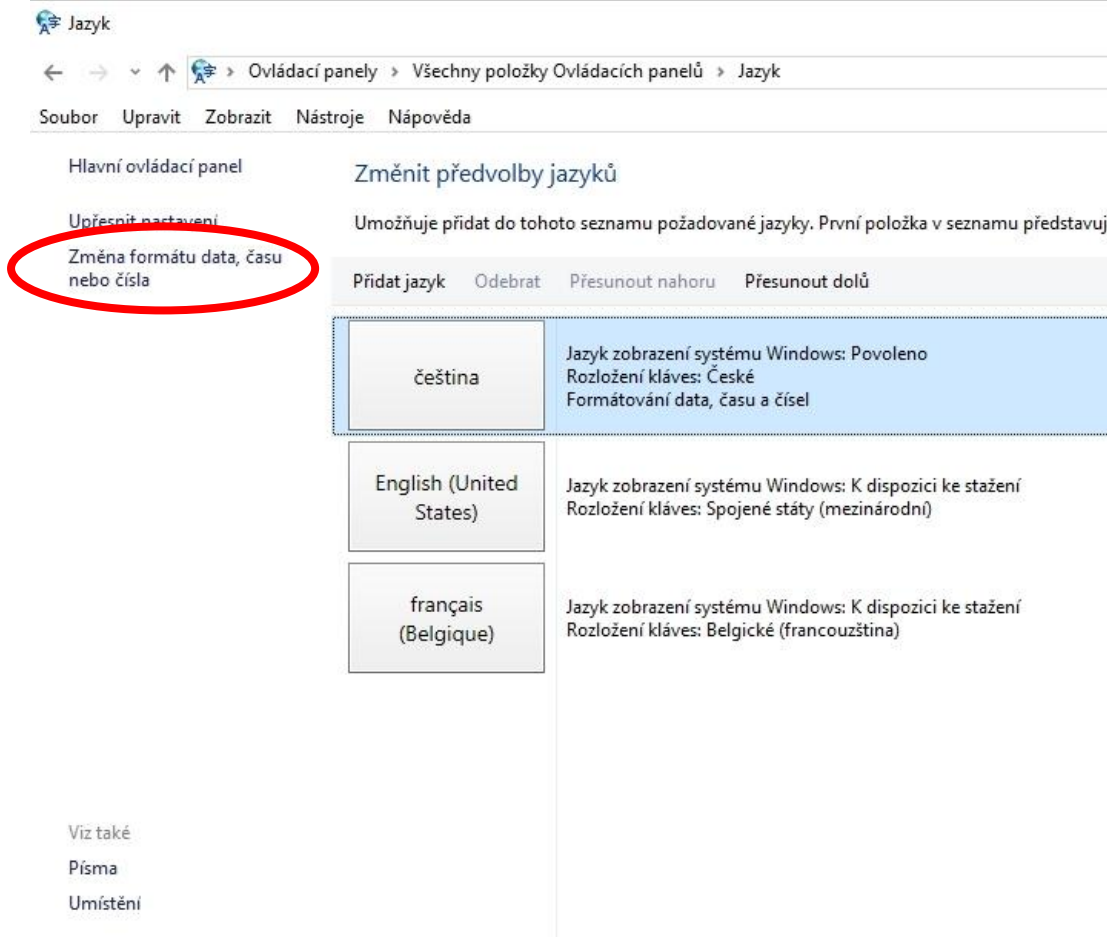 Jazyk
Ovládací panely › Všechny položky Ovládacích panelů › Jazyk
Soubor Upravit Zobrazit Nástroje Nápověda
Hlavní ovládací panel
Upřesnit nastavení
Změna formátu data, času
nebo čísla
Změnit předvolby jazyků
Umožňuje přidat do tohoto seznamu požadované jazyky. První položka v seznamu představuj
Přidat jazyk Odebrat Přesunout nahoru Přesunout dolů
čeština
Jazyk zobrazení systému Windows: Povoleno
Rozložení kláves: České
Formátování data, času a čísel
English (United
States)
Jazyk zobrazení systému Windows: K dispozici ke stažení
Rozložení kláves: Spojené státy (mezinárodní)
français
(Belgique)
Jazyk zobrazení systému Windows: K dispozici ke stažení
Rozložení kláves: Belgické (francouzština)
Viz také
Písma
Umístění